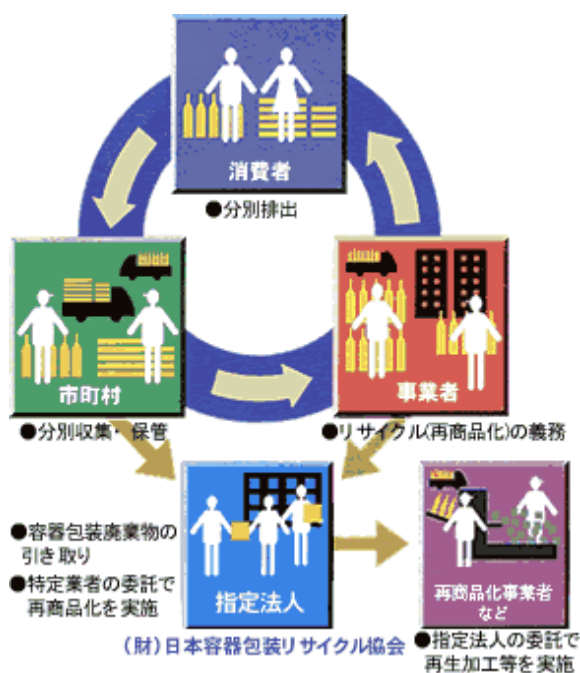 消費者
●分別排出
市町村
●分別収集・保管
事業者
●リサイクル(再商品化)の義務
●容器包装廃棄物の
引き取り
●特定業者の委託で
再商品化を実施
指定法人
(財)日本容器包装リサイクル協会
再商品化事業者
など
●指定法人の委託で
再生加工等を実施